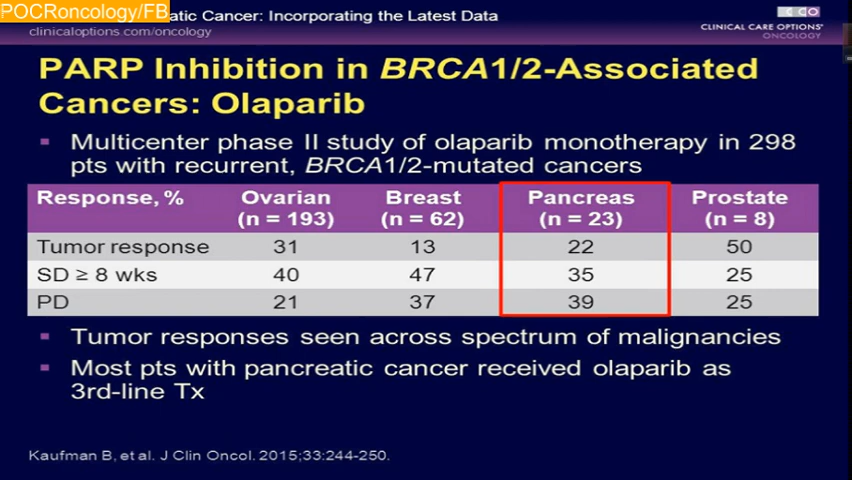 POCRoncology/FB
atic Cancer: Incorporating the Latest Data
clinicaloptions.com/oncology
CCO
CLINICAL CARE OPTIONS®
ONCOLOGY
PARP Inhibition in BRCA1/2-Associated
Cancers: Olaparib
▪ Multicenter phase II study of olaparib monotherapy in 298
pts with recurrent, BRCA1/2-mutated cancers
Response, % Ovarian (n = 193) Breast (n = 62) Pancreas (n = 23) Prostate (n = 8)
Tumor response 31 13 22 50
SD ≥ 8 wks 40 47 35 25
PD 21 37 39 25
▪ Tumor responses seen across spectrum of malignancies
▪ Most pts with pancreatic cancer received olaparib as
3rd-line Tx
Kaufman B, et al. J Clin Oncol. 2015;33:244-250.